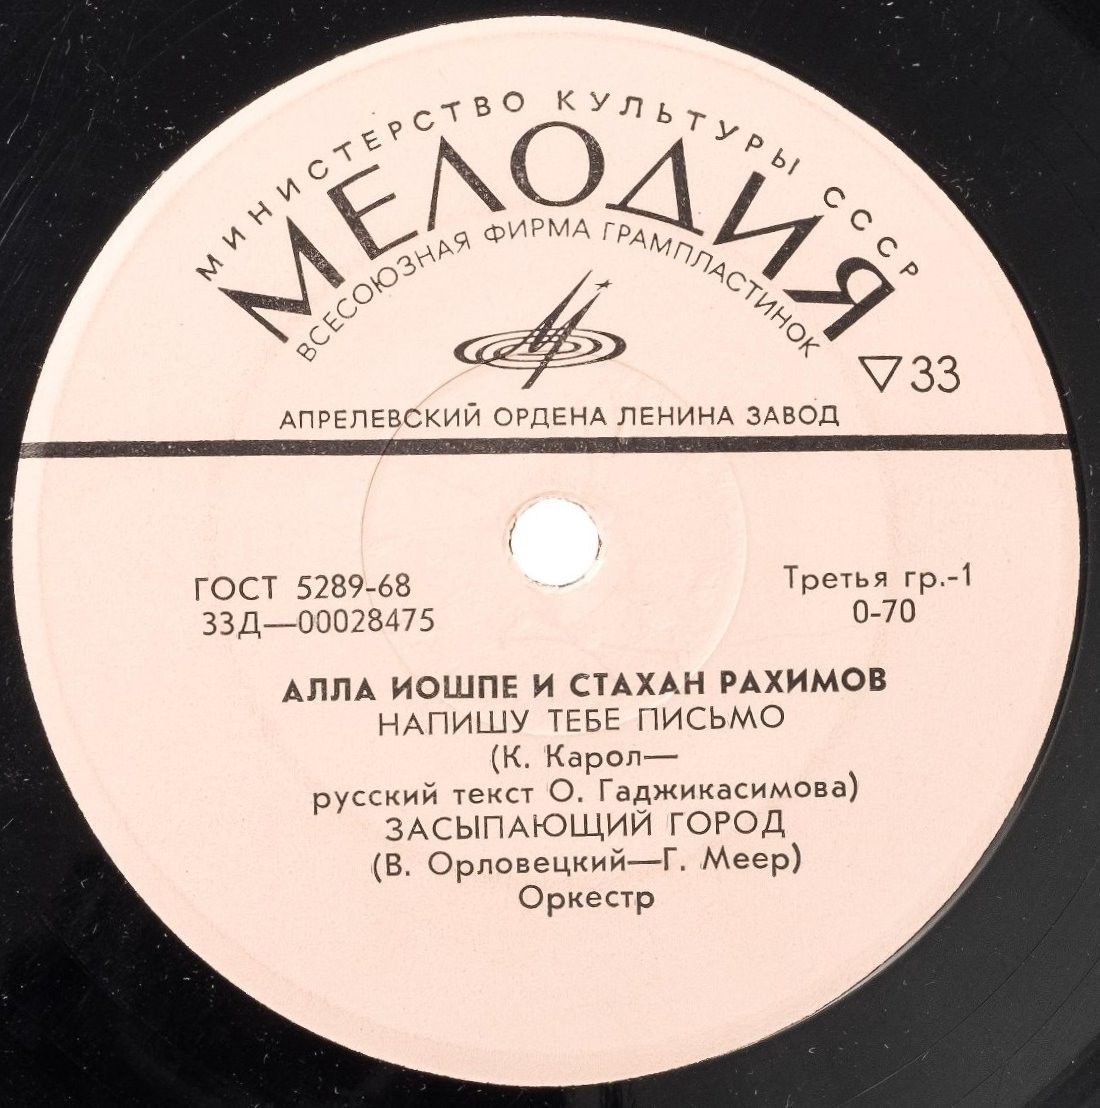 МИНИСТЕРСТВО КУЛЬТУРЫ СССР
МЕЛОДИЯ
ВСЕСОЮЗНАЯ ФИРМА ГРАМПЛАСТИНОК
▽33
АПРЕЛЕВСКИЙ ОРДЕНА ЛЕНИНА ЗАВОД
ГОСТ 5289-68
33Д—00028475
Третья гр.-1
0-70
АЛЛА ИОШПЕ И СТАХАН РАХИМОВ
НАПИШУ ТЕБЕ ПИСЬМО
(К. Карол—
русский текст О. Гаджикасимова)
ЗАСЫПАЮЩИЙ ГОРОД
(В. Орловецкий—Г. Меер)
Оркестр